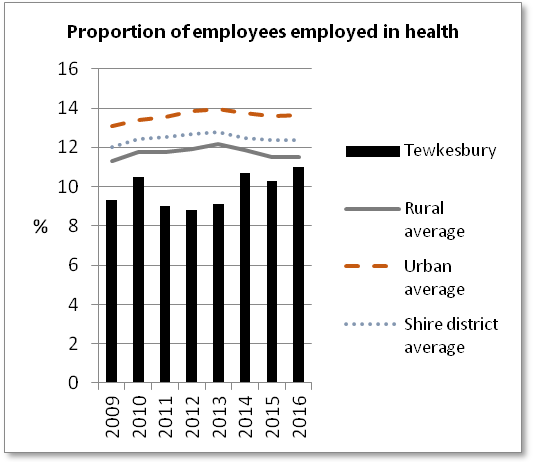 Proportion of employees employed in health
16
14
12
10
8
6
4
2
0
%
2009
2010
2011
2012
2013
2014
2015
2016
Tewkesbury
Rural
average
Urban
average
Shire district
average